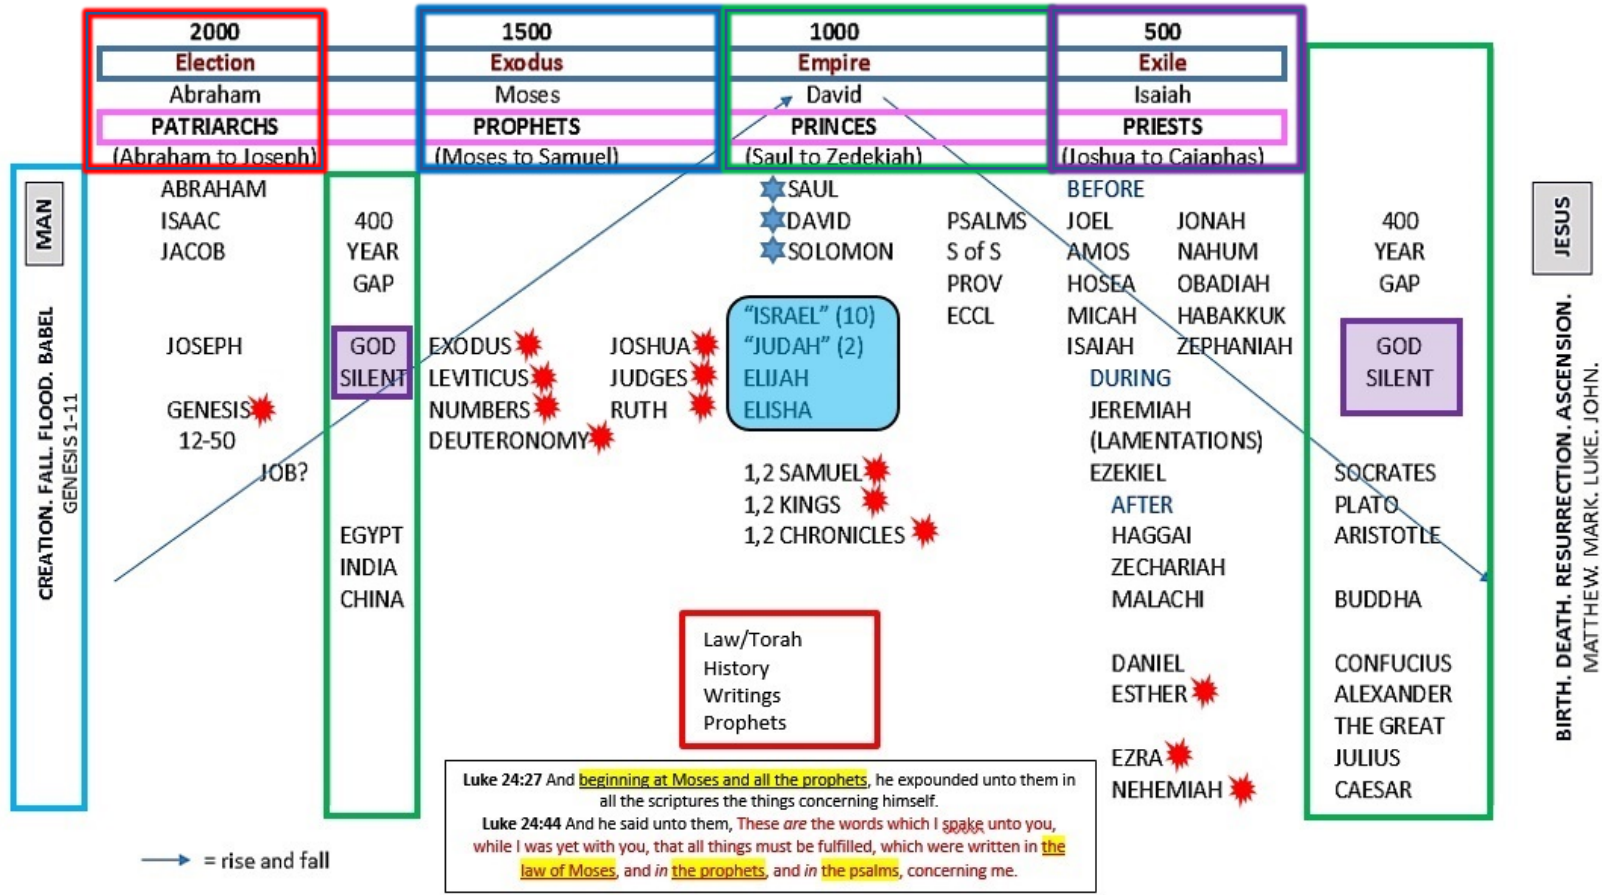 2000
Election
Abraham
PATRIARCHS
(Abraham to Joseph)
1500
Exodus
Moses
PROPHETS
(Moses to Samuel)
1000
Empire
David
PRINCES
(Saul to Zedekiah)
500
Exile
Isaiah
PRIESTS
(Joshua to Caiaphas)
MAN
CREATION. FALL. FLOOD. BABEL
GENESIS 1-11
ABRAHAM
ISAAC
JACOB
JOSEPH
GENESIS
12-50
JOB?
400
YEAR
GAP
GOD
SILENT
EGYPT
INDIA
CHINA
EXODUS
LEVITICUS
NUMBERS
DEUTERONOMY
JOSHUA
JUDGES
RUTH
SAUL
DAVID
SOLOMON
PSALMS
S of S
PROV
ECCL
“ISRAEL” (10)
“JUDAH” (2)
ELIJAH
ELISHA
1,2 SAMUEL
1,2 KINGS
1,2 CHRONICLES
BEFORE
JOEL
AMOS
HOSEA
MICAH
ISAIAH
JONAH
NAHUM
OBADIAH
HABAKKUK
ZEPHANIAH
DURING
JEREMIAH
(LAMENTATIONS)
EZEKIEL
AFTER
HAGGAI
ZECHARIAH
MALACHI
DANIEL
ESTHER
EZRA
NEHEMIAH
400
YEAR
GAP
GOD
SILENT
SOCRATES
PLATO
ARISTOTLE
BUDDHA
CONFUCIUS
ALEXANDER
THE GREAT
JULIUS
CAESAR
JESUS
BIRTH. DEATH. RESURRECTION. ASCENSION.
MATTHEW. MARK. LUKE. JOHN.
Law/Torah
History
Writings
Prophets
Luke 24:27 And beginning at Moses and all the prophets, he expounded unto them in
all the scriptures the things concerning himself.
Luke 24:44 And he said unto them, These are the words which I spake unto you,
while I was yet with you, that all things must be fulfilled, which were written in the
law of Moses, and in the prophets, and in the psalms, concerning me.
= rise and fall